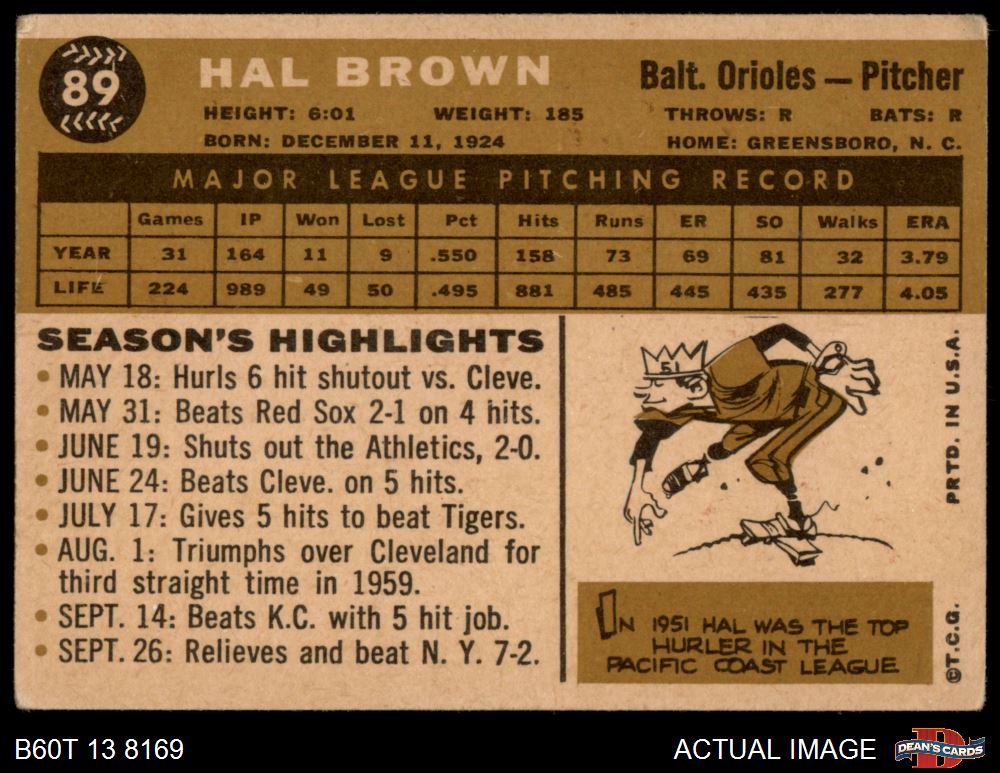 89
HAL BROWN
Balt. Orioles — Pitcher
HEIGHT: 6:01 WEIGHT: 185 THROWS: R BATS: R
BORN: DECEMBER 11, 1924 HOME: GREENSBORO, N. C.
MAJOR LEAGUE PITCHING RECORD
Games IP Won Lost Pct Hits Runs ER SO Walks ERA
YEAR 31 164 11 9 .550 158 73 69 81 32 3.79
LIFE 224 989 49 50 .495 881 485 445 435 277 4.05
SEASON'S HIGHLIGHTS
• MAY 18: Hurls 6 hit shutout vs. Cleve.
• MAY 31: Beats Red Sox 2-1 on 4 hits.
• JUNE 19: Shuts out the Athletics, 2-0.
• JUNE 24: Beats Cleve. on 5 hits.
• JULY 17: Gives 5 hits to beat Tigers.
• AUG. 1: Triumphs over Cleveland for
third straight time in 1959.
• SEPT. 14: Beats K.C. with 5 hit job.
• SEPT. 26: Relieves and beat N. Y. 7-2.
51
IN 1951 HAL WAS THE TOP
HURLER IN THE
PACIFIC COAST LEAGUE
©T.C.G. PRTD. IN U.S.A.
B60T 13 8169
ACTUAL IMAGE
D
DEAN'S CARDS